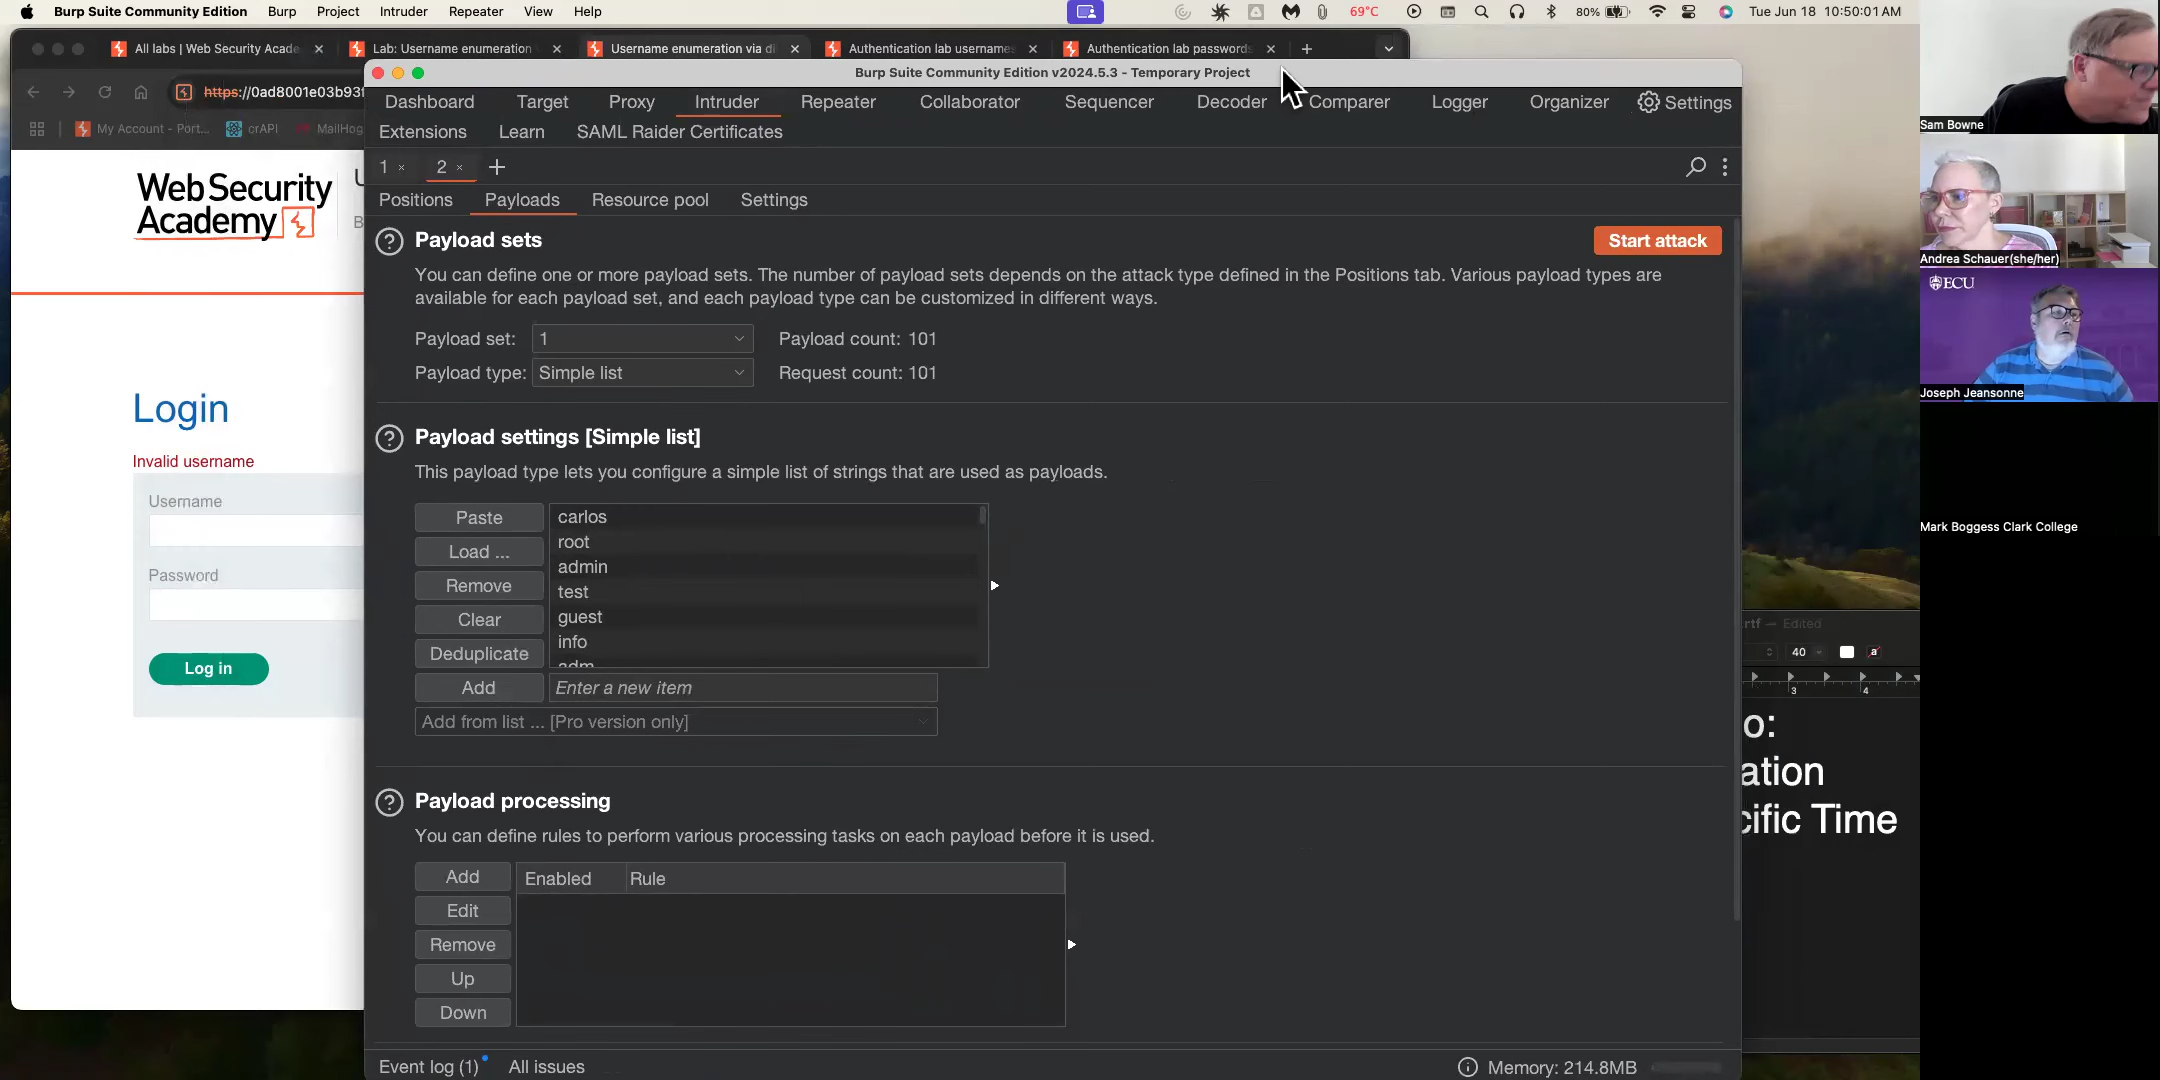 Burp Suite Community Edition Burp Project Intruder Repeater View Help
69°C 80% Tue Jun 18 10:50:01 AM
All labs | Web Security Acade
Lab: Username enumeration
Username enumeration via di
Authentication lab usernames
Authentication lab passwords
https://0ad8001e03b93f
My Account - Port...
crAPI
MailHog
Burp Suite Community Edition v2024.5.3 - Temporary Project
Dashboard Target Proxy Intruder Repeater Collaborator Sequencer Decoder Comparer Logger Organizer Settings
Extensions Learn SAML Raider Certificates
1 × 2 × +
Positions Payloads Resource pool Settings
Web Security
Academy
Login
Invalid username
Username
Password
Log in
Payload sets
Start attack
You can define one or more payload sets. The number of payload sets depends on the attack type defined in the Positions tab. Various payload types are
available for each payload set, and each payload type can be customized in different ways.
Payload set: 1 Payload count: 101
Payload type: Simple list Request count: 101
Payload settings [Simple list]
This payload type lets you configure a simple list of strings that are used as payloads.
Paste
Load ...
Remove
Clear
Deduplicate
Add
carlos
root
admin
test
guest
info
adm
Enter a new item
Add from list ... [Pro version only]
Payload processing
You can define rules to perform various processing tasks on each payload before it is used.
Add
Edit
Remove
Up
Down
Enabled Rule
Event log (1) All issues
Memory: 214.8MB
rtf — Edited
40 a
3 4
o:
ation
cific Time
Sam Bowne
Andrea Schauer(she/her)
ECU
Joseph Jeansonne
Mark Boggess Clark College